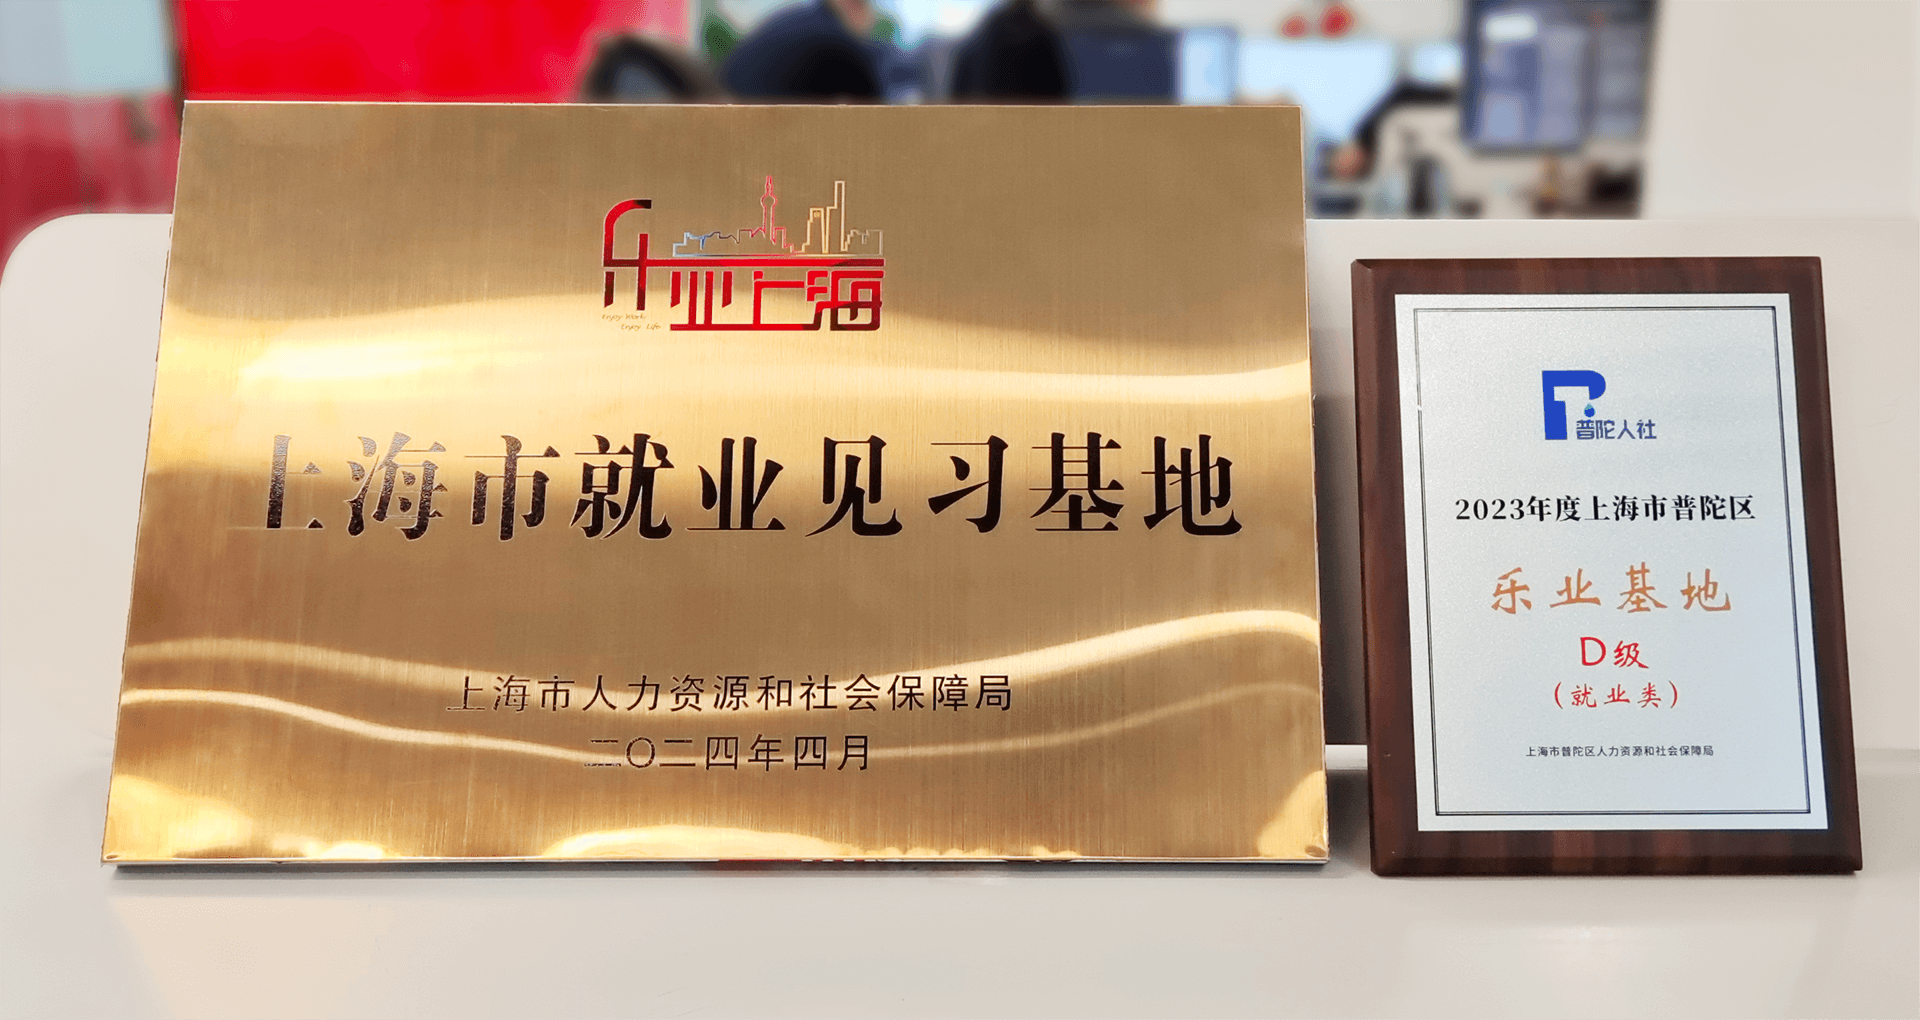 乐业上海
Enjoy Work
Enjoy Life
上海市就业见习基地
上海市人力资源和社会保障局
二〇二四年四月
普陀人社
2023年度上海市普陀区
乐业基地
D级
(就业类)
上海市普陀区人力资源和社会保障局